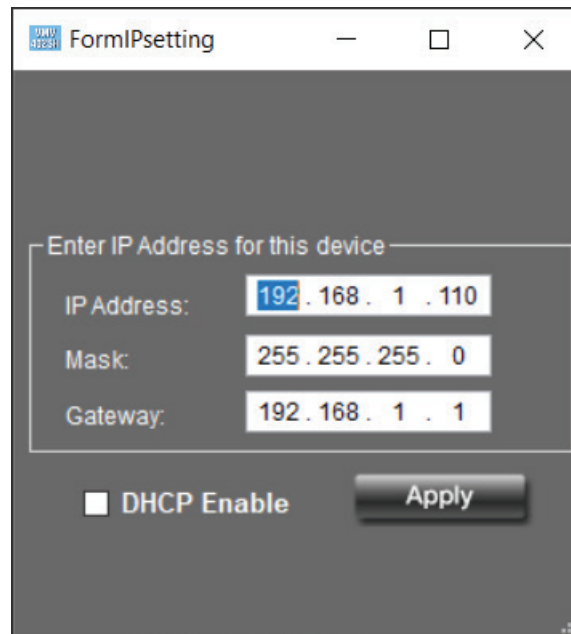 FormIPsetting
Enter IP Address for this device
IP Address: 192 . 168 . 1 . 110
Mask: 255 . 255 . 255 . 0
Gateway: 192 . 168 . 1 . 1
DHCP Enable Apply